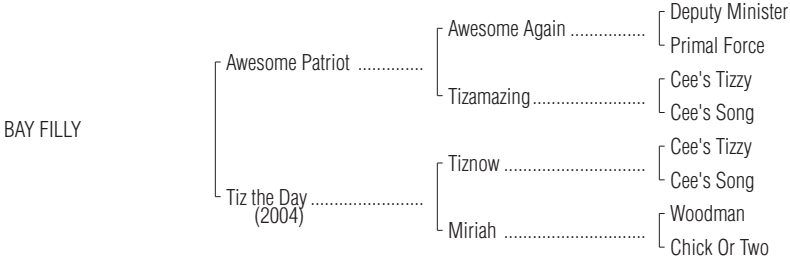 Deputy Minister
Awesome Again ....................
Primal Force
Awesome Patriot ..............
Cee's Tizzy
Tizamazing..............................
Cee's Song
BAY FILLY
Cee's Tizzy
Tiznow .....................................
Cee's Song
Tiz the Day ........................
(2004)
Woodman
Miriah .....................................
Chick Or Two